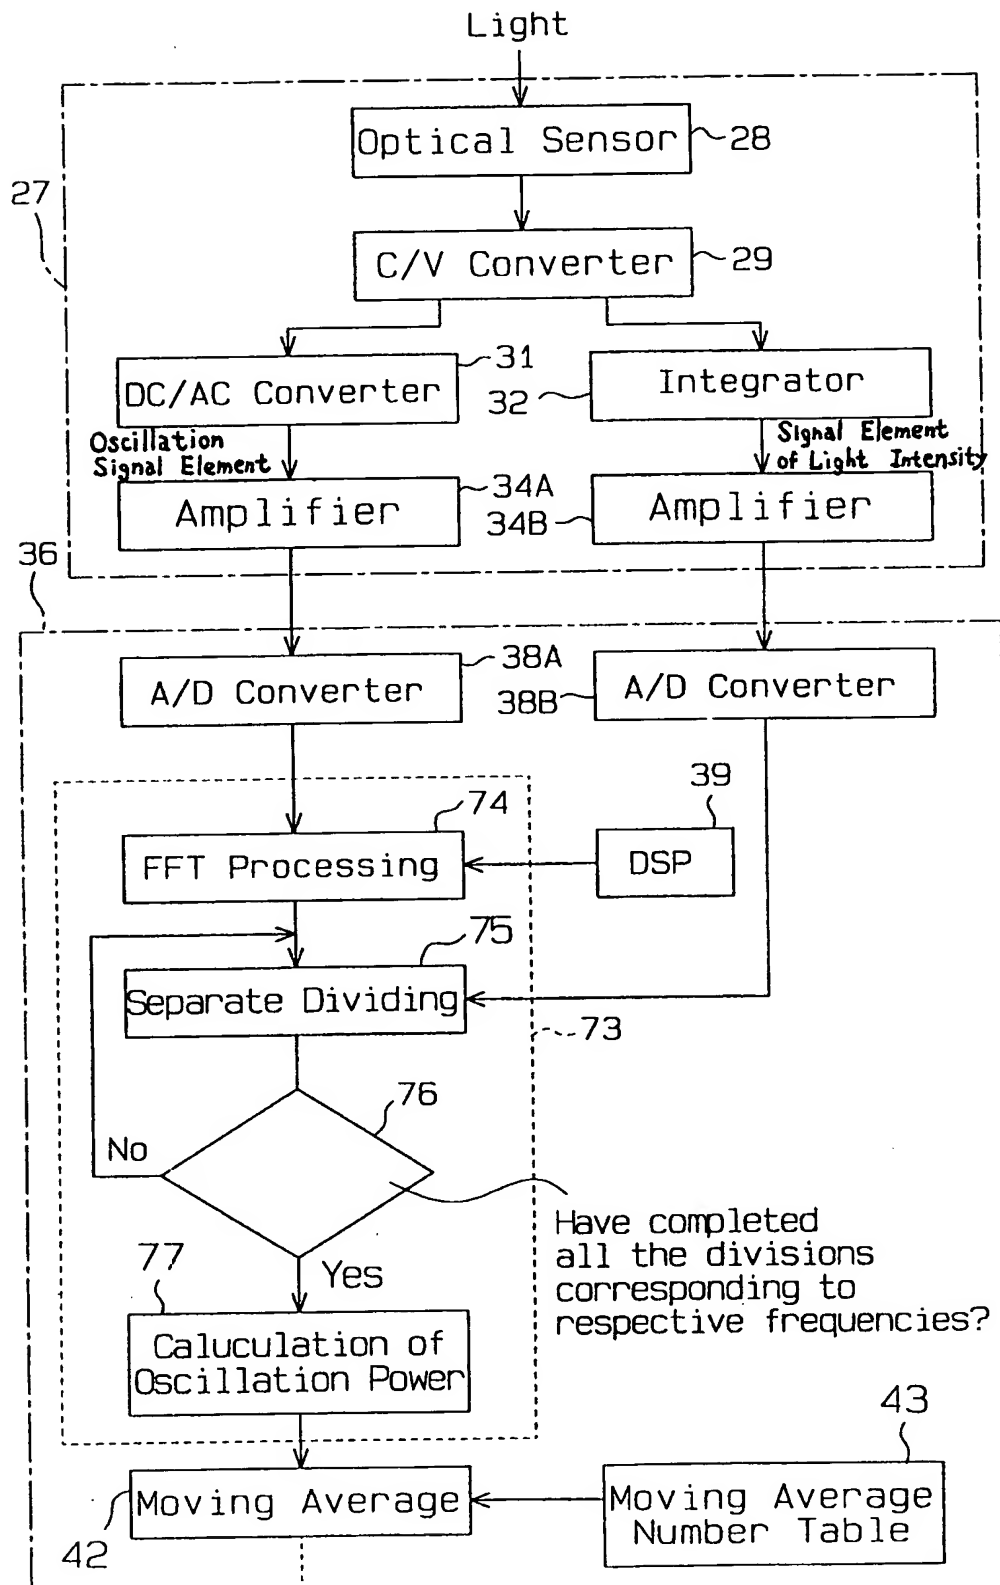 Light
Optical Sensor
28
27
C/V Converter
29
DC/AC Converter
31
Integrator
32
Oscillation
Signal Element
Signal Element
of Light Intensity
Amplifier
34A
Amplifier
34B
36
A/D Converter
38A
A/D Converter
38B
74
FFT Processing
39
DSP
75
Separate Dividing
73
76
No
Have completed
all the divisions
corresponding to
respective frequencies?
77
Yes
Caluculation of
Oscillation Power
43
Moving Average
42
Moving Average
Number Table